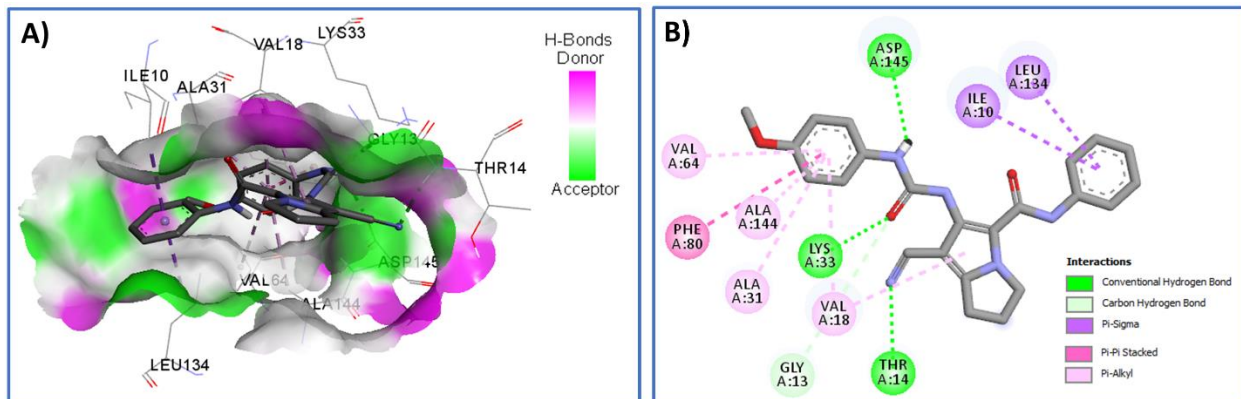 A)
VAL18
LYS33
ILE10
ALA31
GLY13
THR14
ASP145
VAL64
ALA144
LEU134
H-Bonds
Donor
Acceptor
B)
ASP
A:145
LEU
A:134
ILE
A:10
VAL
A:64
ALA
A:144
PHE
A:80
LYS
A:33
ALA
A:31
VAL
A:18
GLY
A:13
THR
A:14
Interactions
Conventional Hydrogen Bond
Carbon Hydrogen Bond
Pi-Sigma
Pi-Pi Stacked
Pi-Alkyl